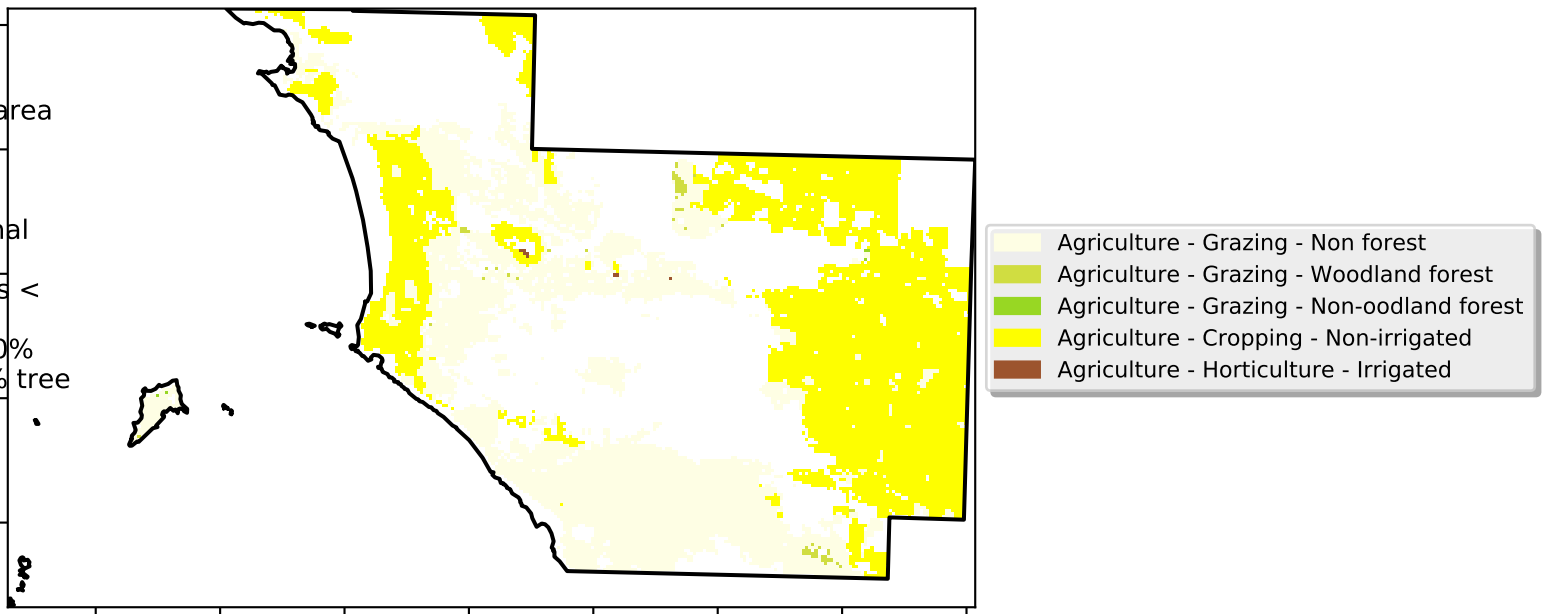 area
nal
s <
0%
% tree
Agriculture - Grazing - Non forest
Agriculture - Grazing - Woodland forest
Agriculture - Grazing - Non-oodland forest
Agriculture - Cropping - Non-irrigated
Agriculture - Horticulture - Irrigated